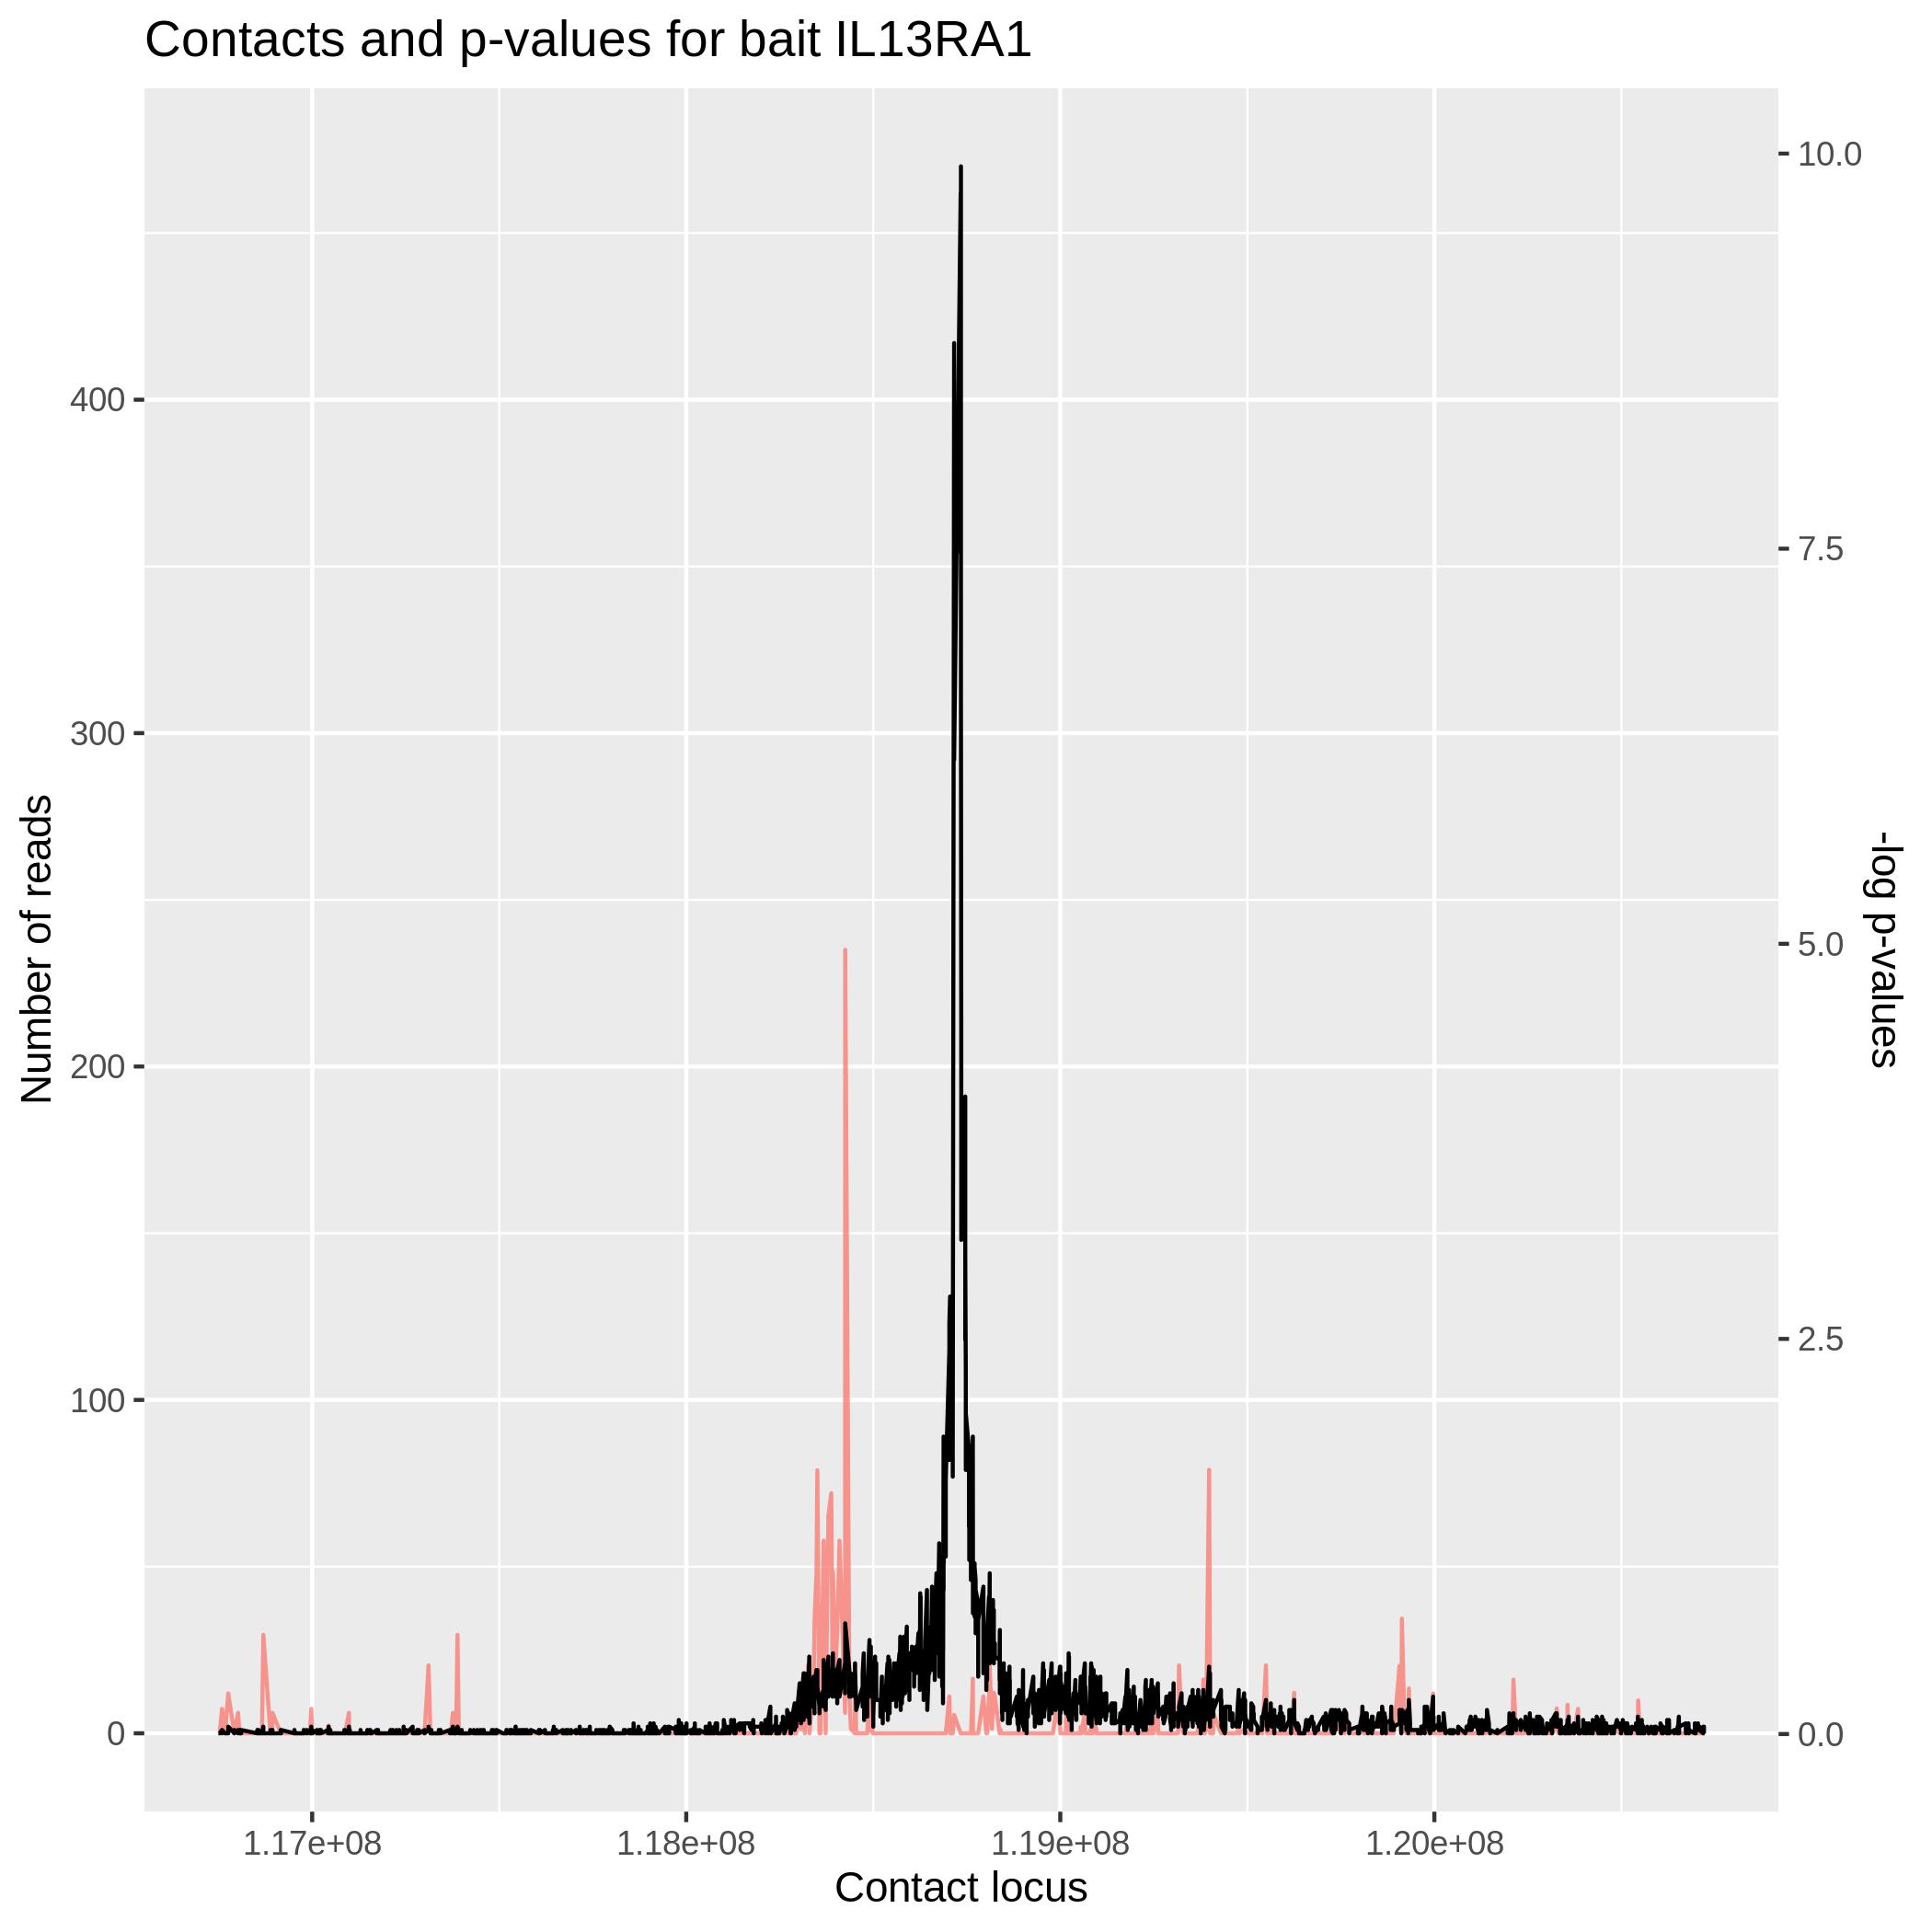 Contacts and p-values for bait IL13RA1
Number of reads
400
300
200
100
0
10.0
7.5
5.0
2.5
0.0
-log p-values
1.17e+08
1.18e+08
1.19e+08
1.20e+08
Contact locus